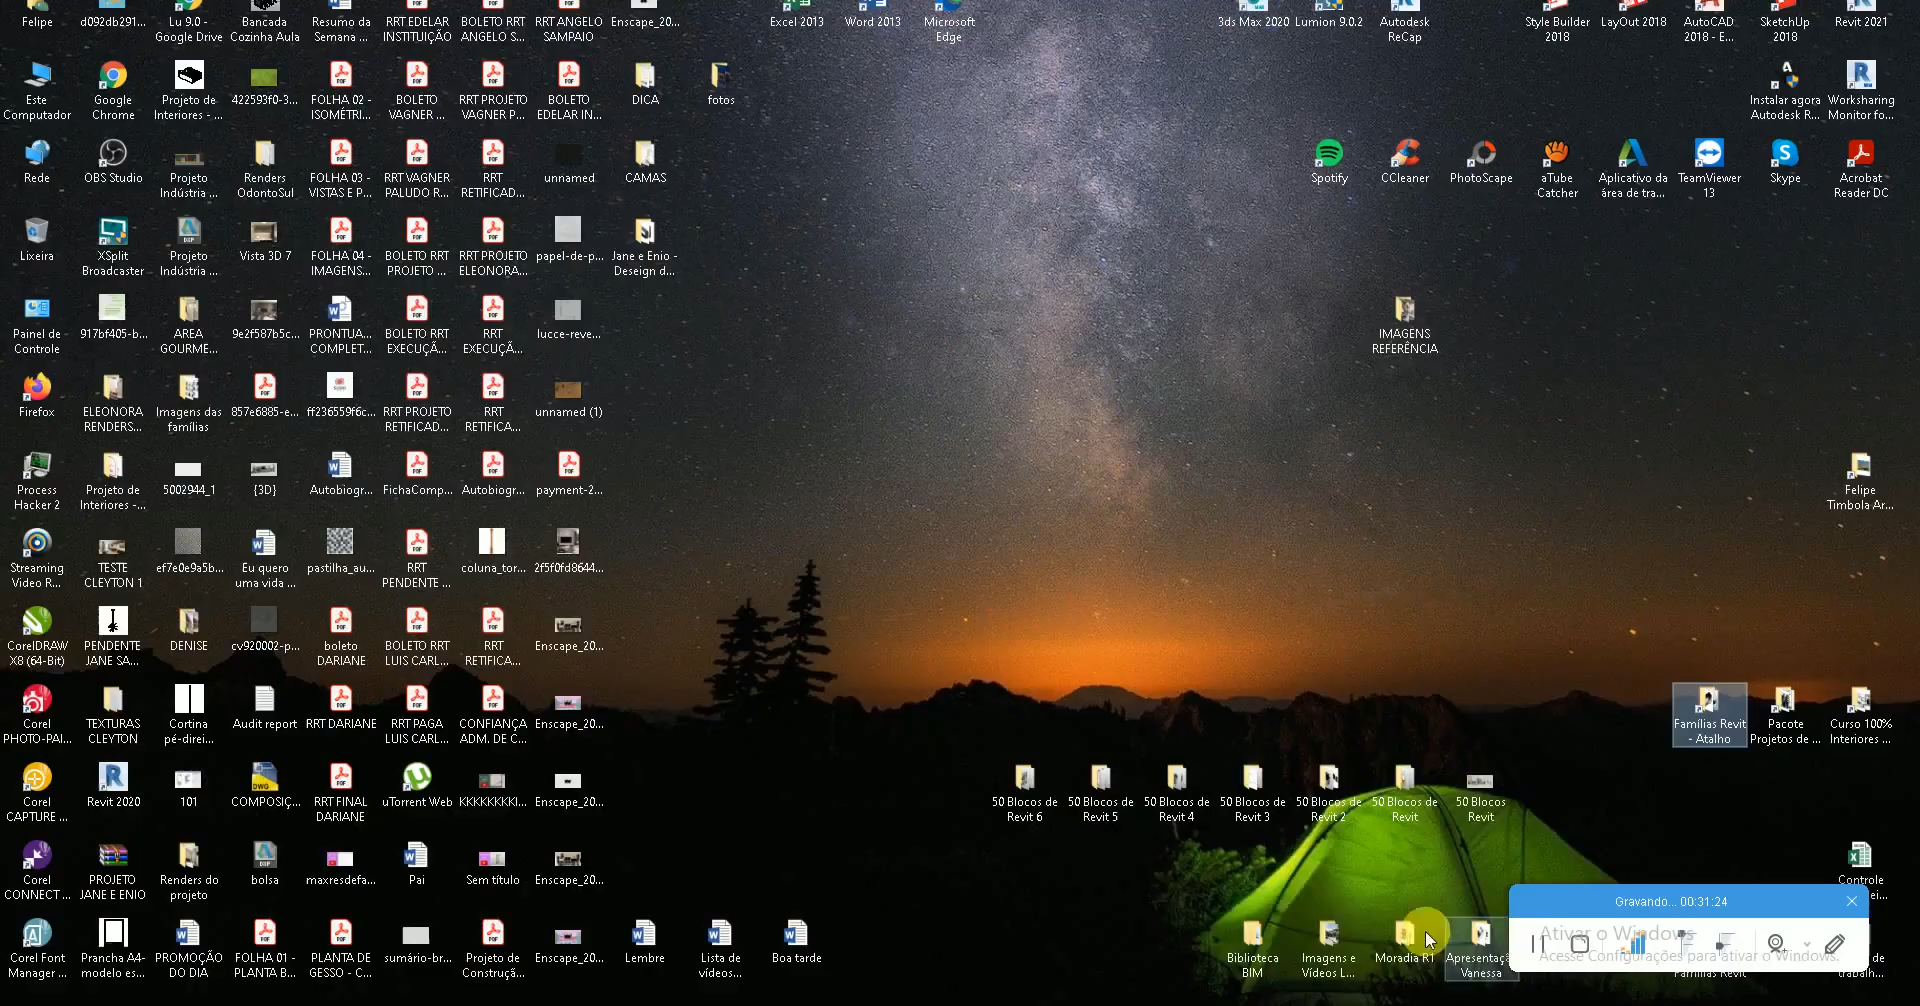 Felipe
d092db291...
Lu 9.0 -
Google Drive
Bancada
Cozinha Aula
Resumo da
Semana ...
RRT EDELAR
INSTITUIÇÃO
BOLETO RRT
ANGELO S...
RRT ANGELO
SAMPAIO
Enscape_20...
Excel 2013
Word 2013
Microsoft
Edge
3ds Max 2020
Lumion 9.0.2
Autodesk
ReCap
Style Builder
2018
LayOut 2018
AutoCAD
2018 - E...
SketchUp
2018
Revit 2021
Este
Computador
Google
Chrome
Projeto de
Interiores - ...
422593f0-3...
FOLHA 02 -
ISOMÉTRI...
BOLETO
VAGNER ...
RRT PROJETO
VAGNER P...
BOLETO
EDELAR IN...
DICA
fotos
Instalar agora
Autodesk R...
Worksharing
Monitor fo...
Rede
OBS Studio
Projeto
Indústria ...
Renders
OdontoSul
FOLHA 03 -
VISTAS E P...
RRT VAGNER
PALUDO R...
RRT
RETIFICAD...
unnamed
CAMAS
Spotify
CCleaner
PhotoScape
aTube
Catcher
Aplicativo da
área de tra...
TeamViewer
13
Skype
Acrobat
Reader DC
Lixeira
XSplit
Broadcaster
Projeto
Indústria ...
Vista 3D 7
FOLHA 04 -
IMAGENS...
BOLETO RRT
PROJETO ...
RRT PROJETO
ELEONORA...
papel-de-p...
Jane e Enio -
Deseign d...
Painel de
Controle
917bf405-b...
AREA
GOURME...
9e2f587b5c...
PRONTUA...
COMPLET...
BOLETO RRT
EXECUÇÃ...
RRT
EXECUÇÃ...
lucce-reve...
IMAGENS
REFERÊNCIA
Firefox
ELEONORA
RENDERS...
Imagens das
famílias
857e6885-e...
ff236559f6c...
RRT PROJETO
RETIFICAD...
RRT
RETIFICA...
unnamed (1)
Process
Hacker 2
Projeto de
Interiores -...
5002944_1
{3D}
Autobiogr...
FichaComp...
Autobiogr...
payment-2...
Felipe
Timbola Ar...
Streaming
Video R...
TESTE
CLEYTON 1
ef7e0e9a5b...
Eu quero
uma vida ...
pastilha_au...
RRT
PENDENTE ...
coluna_tor...
2f5f0fd8644...
CorelDRAW
X8 (64-Bit)
PENDENTE
JANE SA...
DENISE
cv920002-p...
boleto
DARIANE
BOLETO RRT
LUIS CARL...
RRT
RETIFICA...
Enscape_20...
Corel
PHOTO-PAI...
TEXTURAS
CLEYTON
Cortina
pé-direi...
Audit report
RRT DARIANE
RRT PAGA
LUIS CARL...
CONFIANÇA
ADM. DE C...
Enscape_20...
Famílias Revit
- Atalho
Pacote
Projetos de ...
Curso 100%
Interiores ...
Corel
CAPTURE ...
Revit 2020
101
COMPOSIÇ...
RRT FINAL
DARIANE
uTorrent Web
KKKKKKKKI...
Enscape_20...
50 Blocos de
Revit 6
50 Blocos de
Revit 5
50 Blocos de
Revit 4
50 Blocos de
Revit 3
50 Blocos de
Revit 2
50 Blocos de
Revit
50 Blocos
Revit
Corel
CONNECT ...
PROJETO
JANE E ENIO
Renders do
projeto
bolsa
maxresdefa...
Pai
Sem título
Enscape_20...
Controle
Gravando... 00:31:24
Corel Font
Manager ...
Prancha A4-
modelo es...
PROMOÇÃO
DO DIA
FOLHA 01 -
PLANTA B...
PLANTA DE
GESSO - C...
sumário-br...
Projeto de
Construçã...
Enscape_20...
Lembre
Lista de
vídeos...
Boa tarde
Biblioteca
BIM
Imagens e
Vídeos L...
Moradia R1
Apresentaçã
Vanessa
Ativar o Windows
Acesse Configurações para ativar o Windows.
Famílias Revit
trabalh...